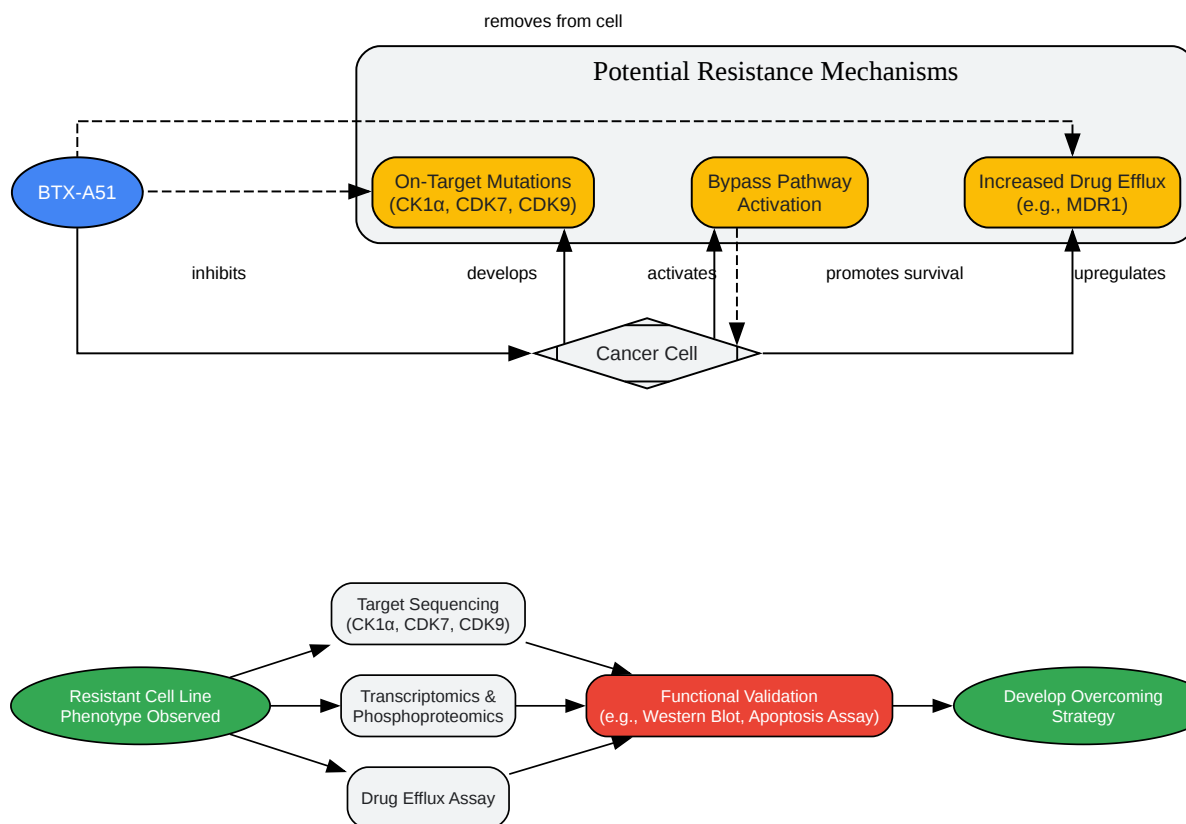 removes from cell
Potential Resistance Mechanisms
BTX-A51
On-Target Mutations
(CK1α, CDK7, CDK9)
Bypass Pathway
Activation
Increased Drug Efflux
(e.g., MDR1)
inhibits
develops
activates
promotes survival
upregulates
Cancer Cell
Target Sequencing
(CK1α, CDK7, CDK9)
Resistant Cell Line
Phenotype Observed
Transcriptomics &
Phosphoproteomics
Functional Validation
(e.g., Western Blot, Apoptosis Assay)
Develop Overcoming
Strategy
Drug Efflux Assay